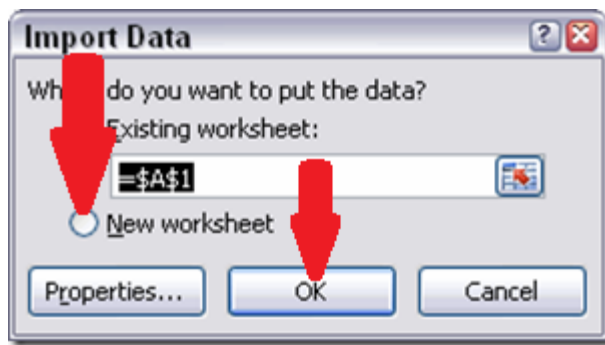 Import Data
do you want to put the data?
Existing worksheet:
=$A$1
New worksheet
Properties...
OK
Cancel